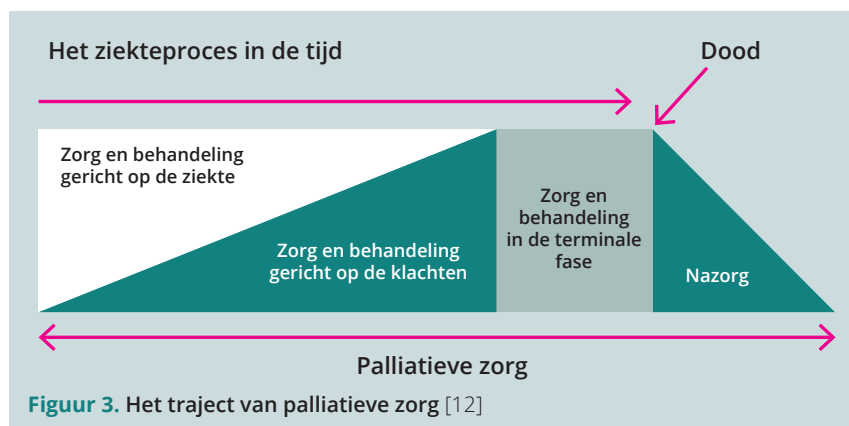 Het ziekteproces in de tijd
Dood
Zorg en behandeling
gericht op de ziekte
Zorg en behandeling
gericht op de klachten
Zorg en
behandeling
in de terminale
fase
Nazorg
Palliatieve zorg
Figuur 3. Het traject van palliatieve zorg [12]